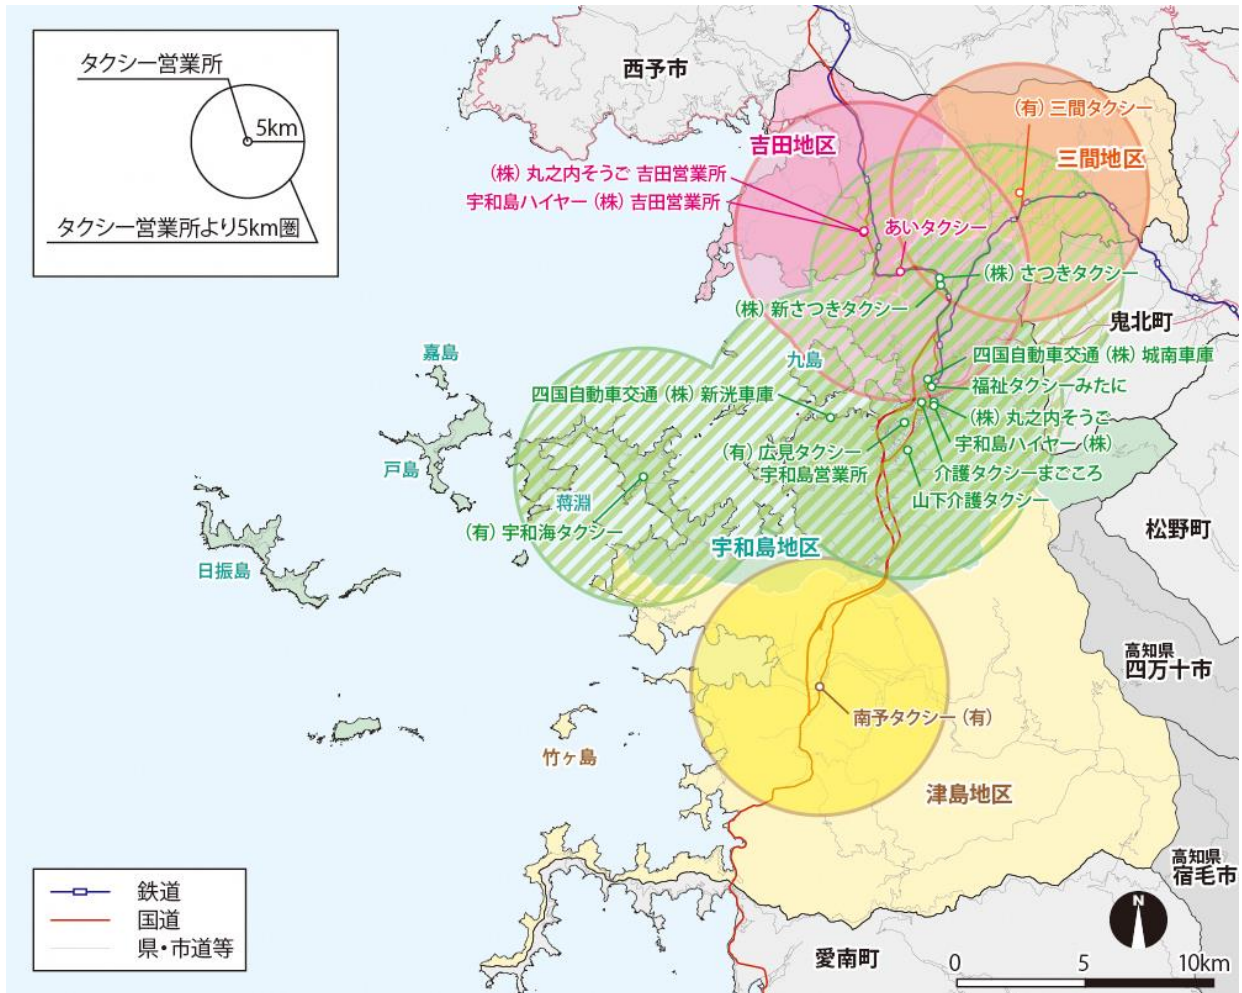 タクシー営業所
5km
タクシー営業所より5km圏
西予市
吉田地区
(有)三間タクシー
三間地区
(株)丸之内そうご 吉田営業所
宇和島ハイヤー(株)吉田営業所
あいタクシー
(株)さつきタクシー
(株)新さつきタクシー
鬼北町
嘉島
九島
四国自動車交通(株)城南車庫
四国自動車交通(株)新洸車庫
福祉タクシーみたに
(株)丸之内そうご
戸島
(有)広見タクシー
宇和島営業所
宇和島ハイヤー(株)
介護タクシーまごころ
蒋淵
山下介護タクシー
(有)宇和海タクシー
宇和島地区
松野町
日振島
高知県
四万十市
南予タクシー(有)
竹ヶ島
津島地区
高知県
宿毛市
鉄道
国道
県・市道等
愛南町
N
0 5 10km